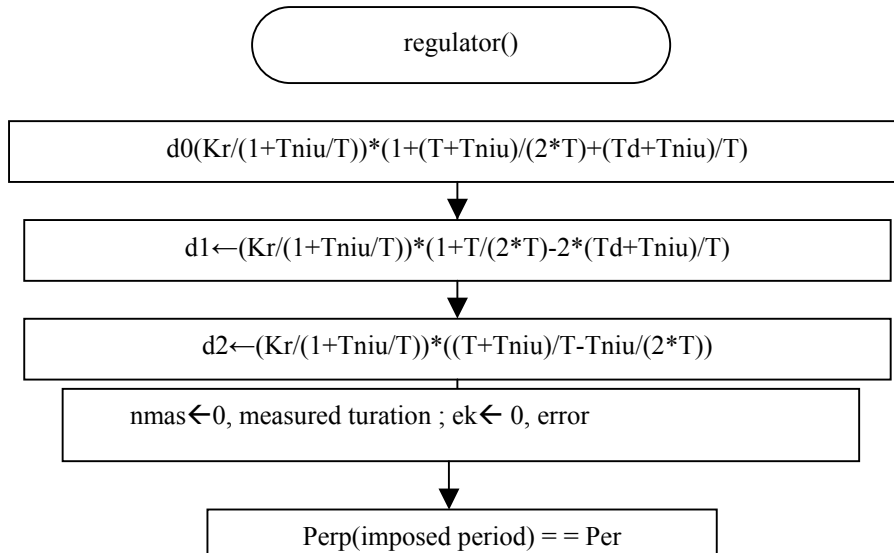 regulator()
d0(Kr/(1+Tniu/T))*(1+(T+Tniu)/(2*T)+(Td+Tniu)/T)
d1←(Kr/(1+Tniu/T))*(1+T/(2*T)-2*(Td+Tniu)/T)
d2←(Kr/(1+Tniu/T))*((T+Tniu)/T-Tniu/(2*T))
nmas←0, measured turation ; ek← 0, error
Perp(imposed period) = = Per